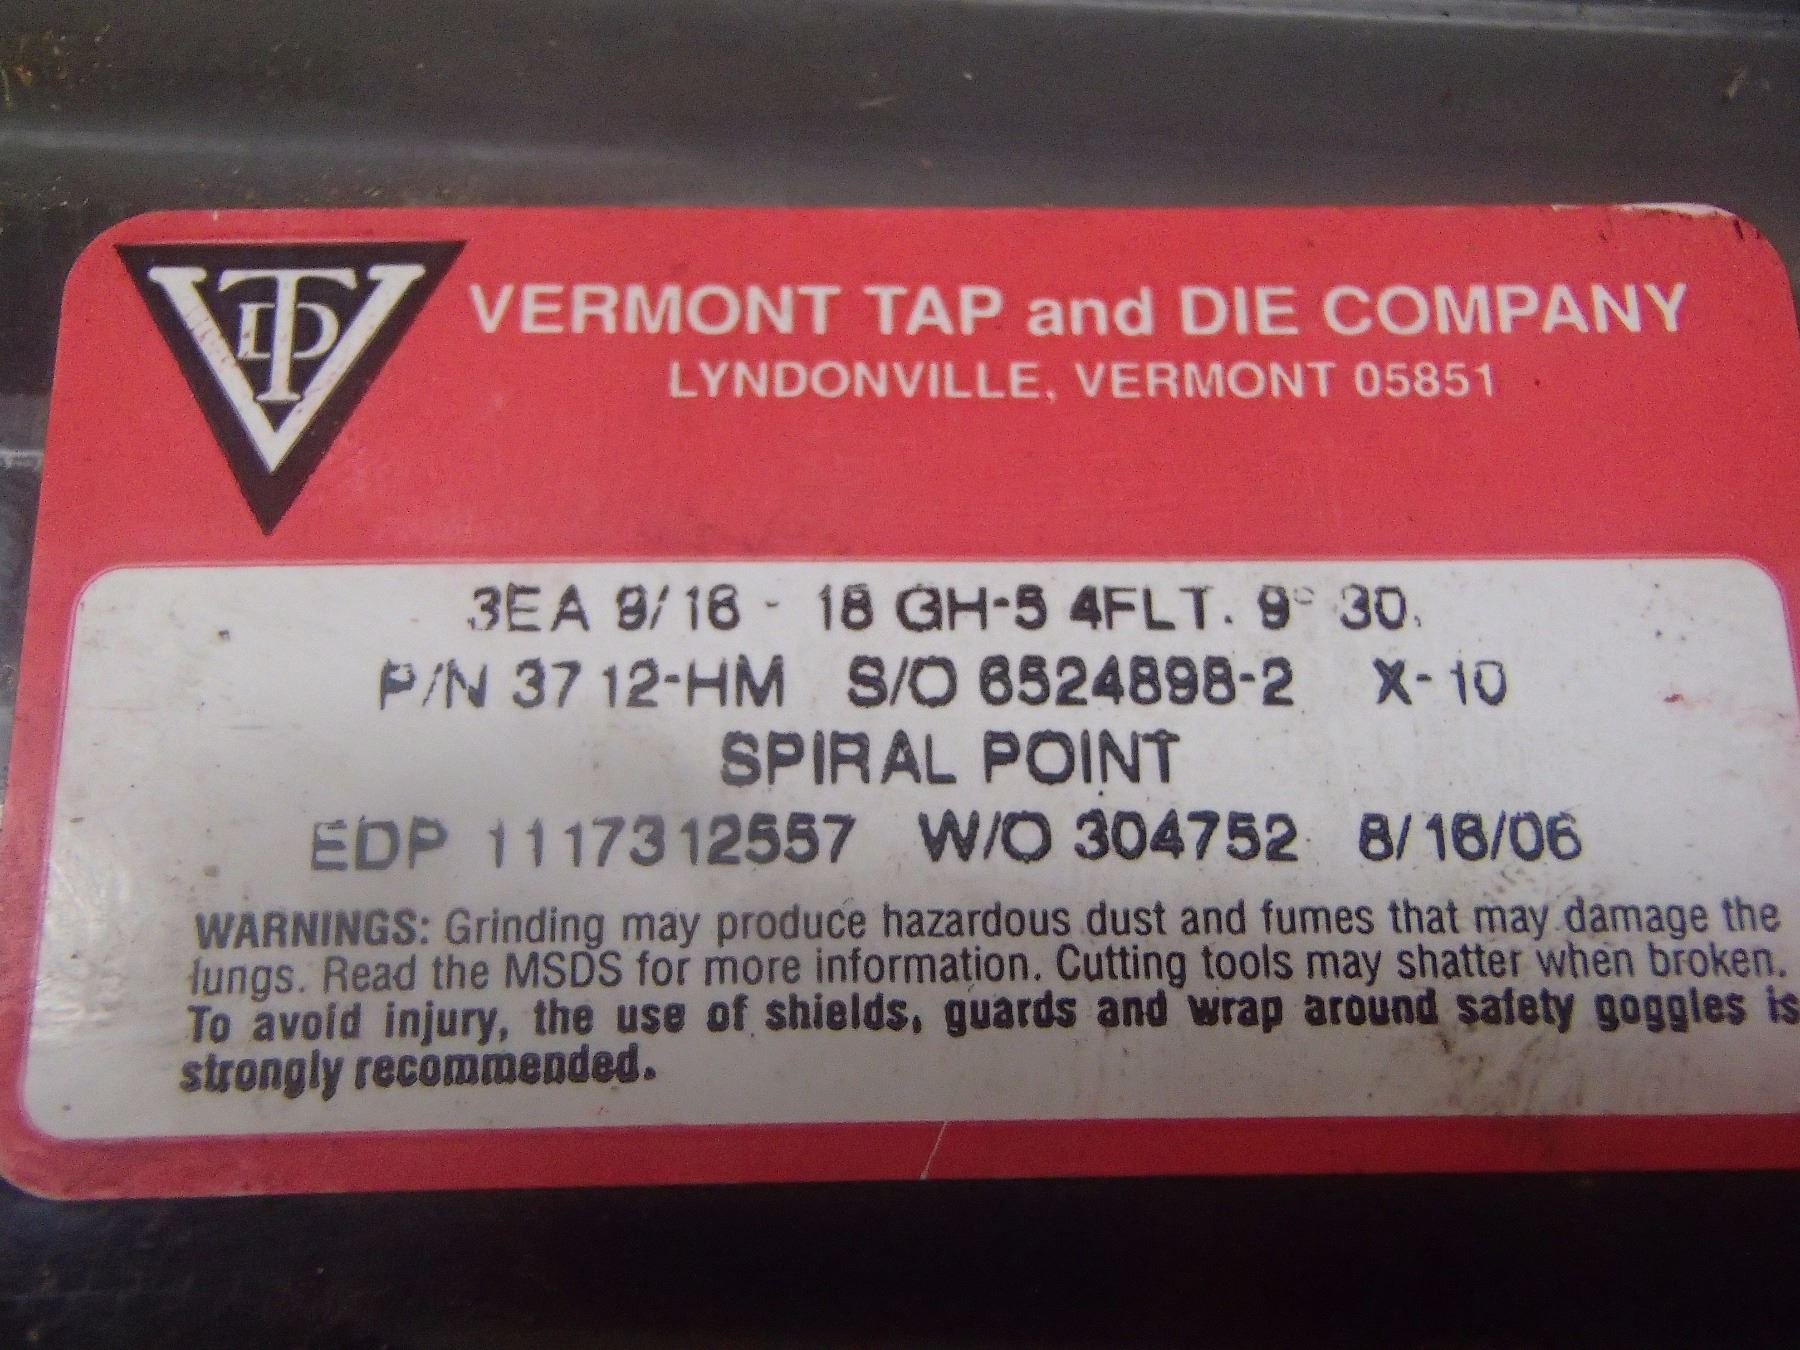 VTD
VERMONT TAP and DIE COMPANY
LYNDONVILLE, VERMONT 05851
3EA 9/16 - 18 GH-5 4FLT. 9° 30.
P/N 3712-HM S/O 6524898-2 X-10
SPIRAL POINT
EDP 1117312557 W/O 304752 8/16/06
WARNINGS: Grinding may produce hazardous dust and fumes that may damage the
lungs. Read the MSDS for more information. Cutting tools may shatter when broken.
To avoid injury, the use of shields, guards and wrap around safety goggles is
strongly recommended.